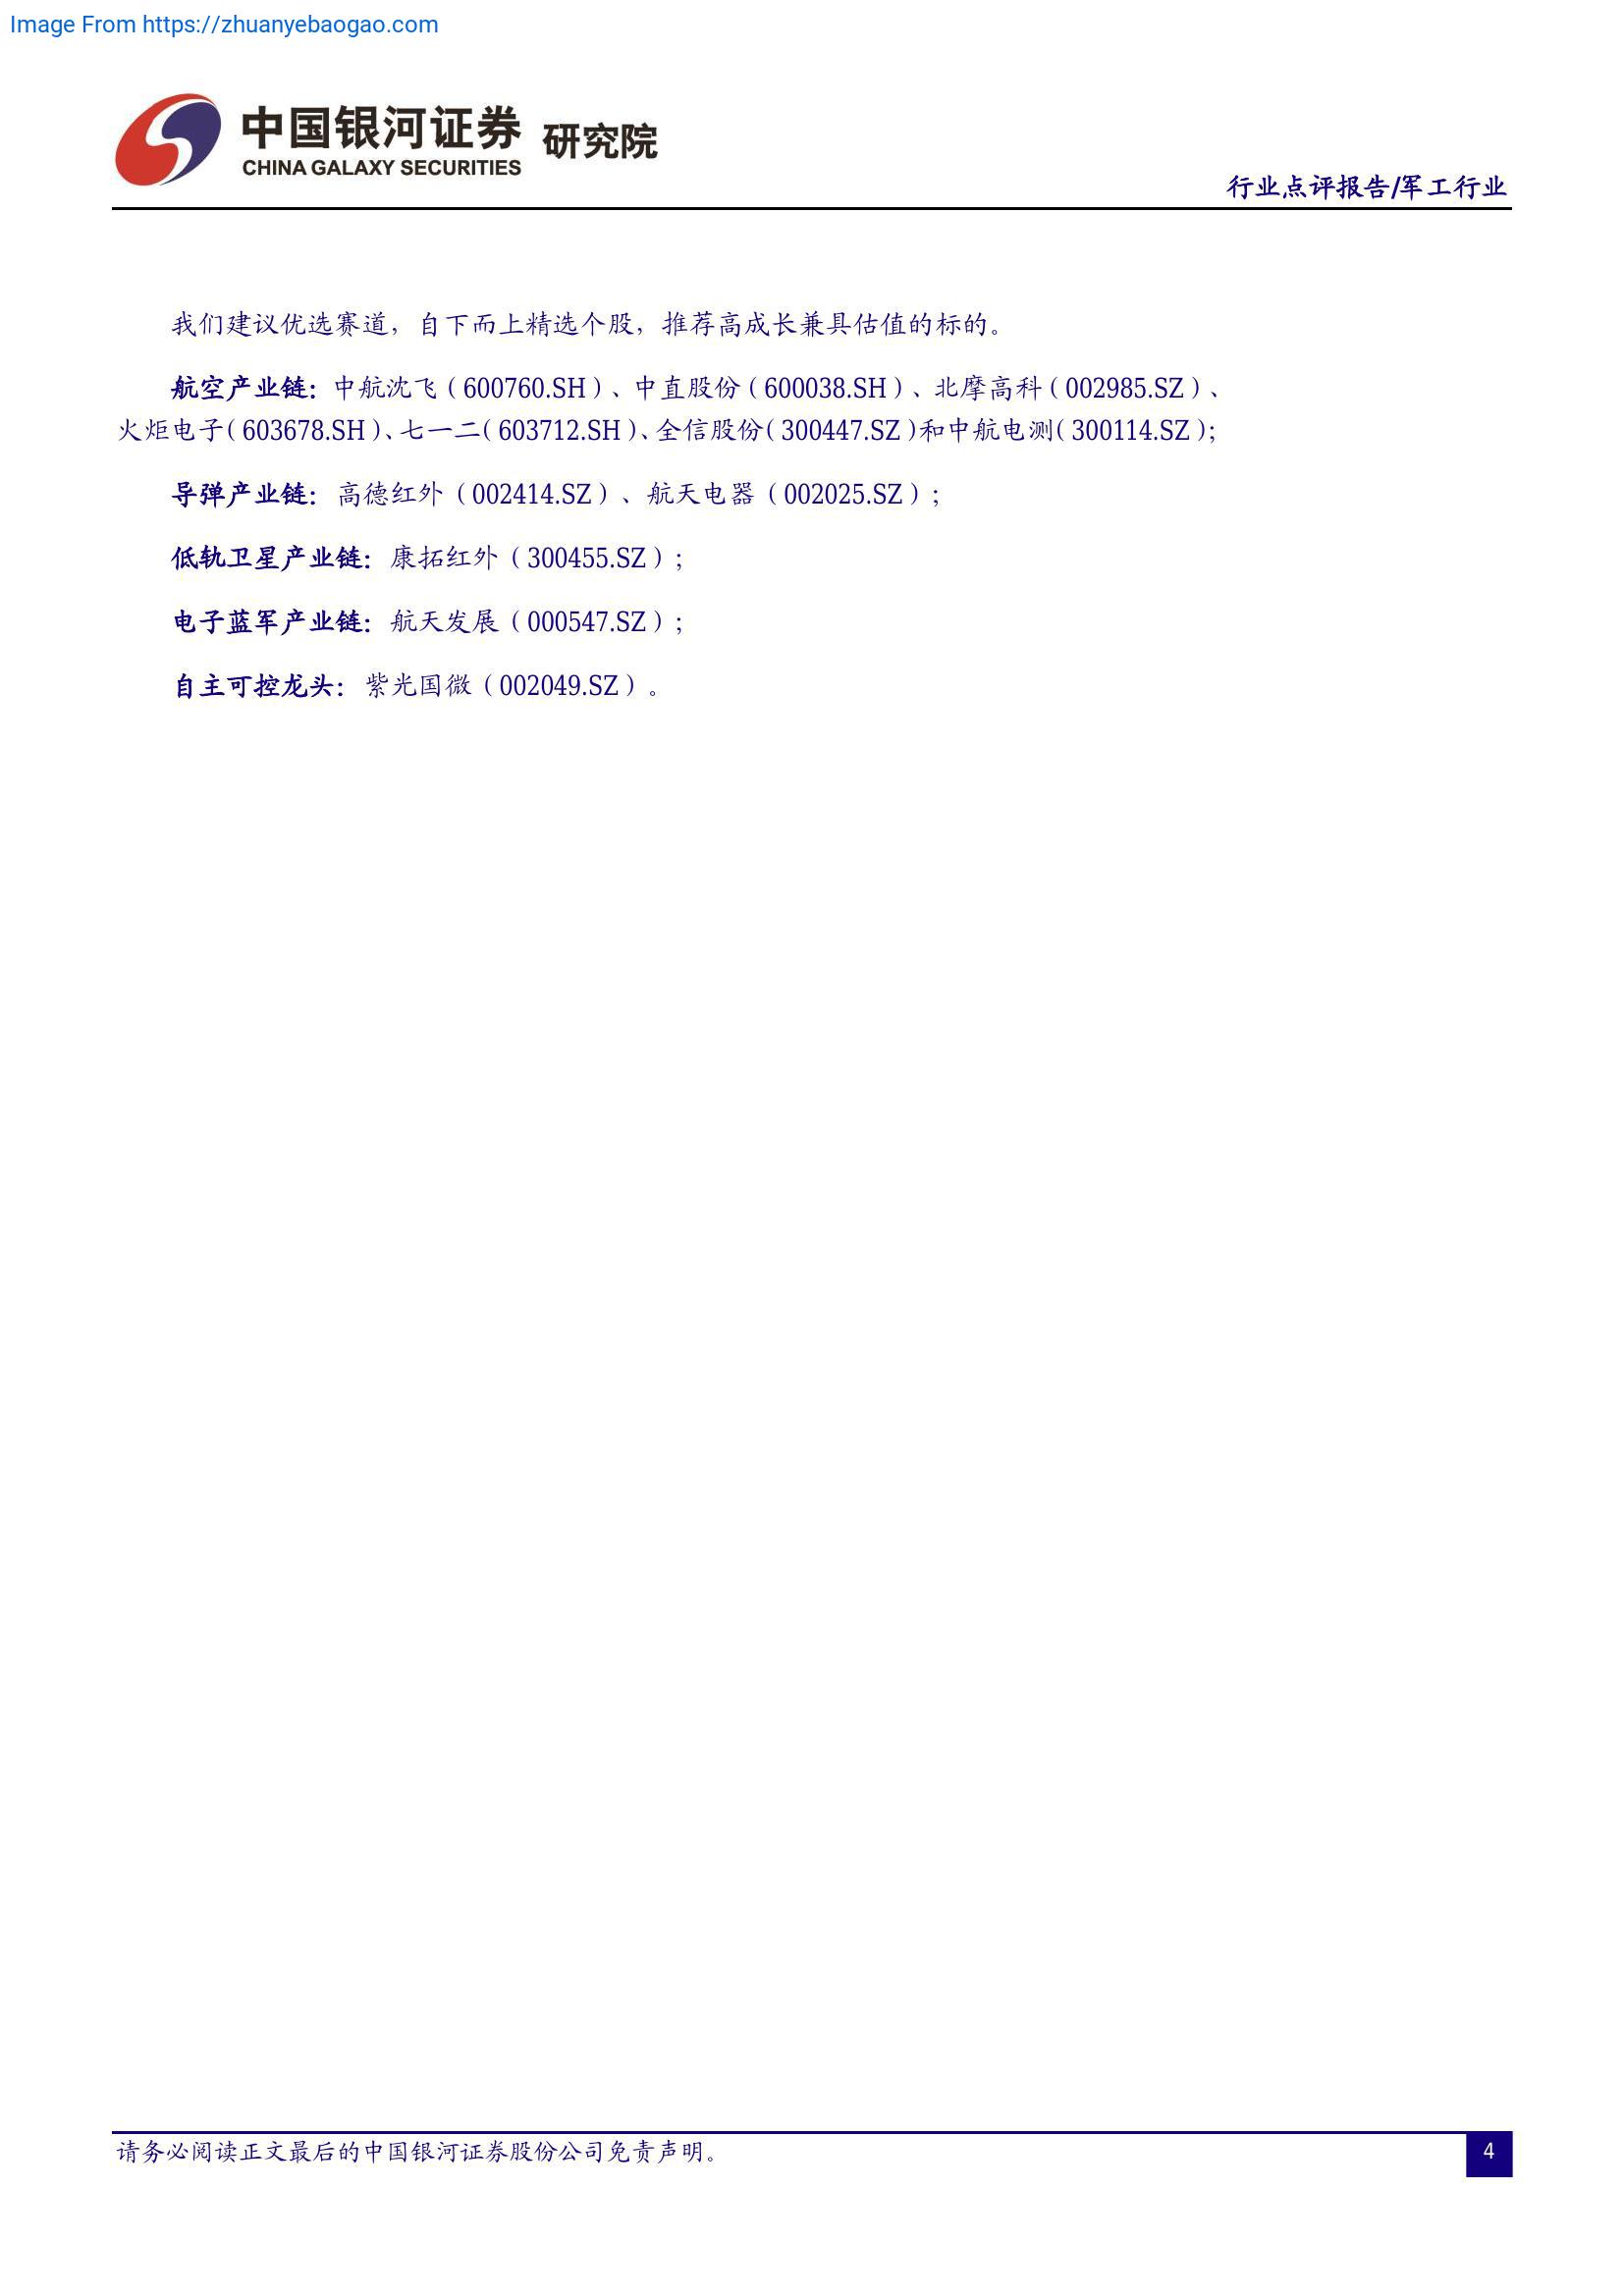 Image From https://zhuanyebaogao.com
中国银河证券 研究院
CHINA GALAXY SECURITIES
行业点评报告/军工行业
我们建议优选赛道，自下而上精选个股，推荐高成长兼具估值的标的。
航空产业链：中航沈飞（600760.SH）、中直股份（600038.SH）、北摩高科（002985.SZ）、
火炬电子（603678.SH）、七一二（603712.SH）、全信股份（300447.SZ）和中航电测（300114.SZ）；
导弹产业链：高德红外（002414.SZ）、航天电器（002025.SZ）；
低轨卫星产业链：康拓红外（300455.SZ）；
电子蓝军产业链：航天发展（000547.SZ）；
自主可控龙头：紫光国微（002049.SZ）。
请务必阅读正文最后的中国银河证券股份公司免责声明。
4